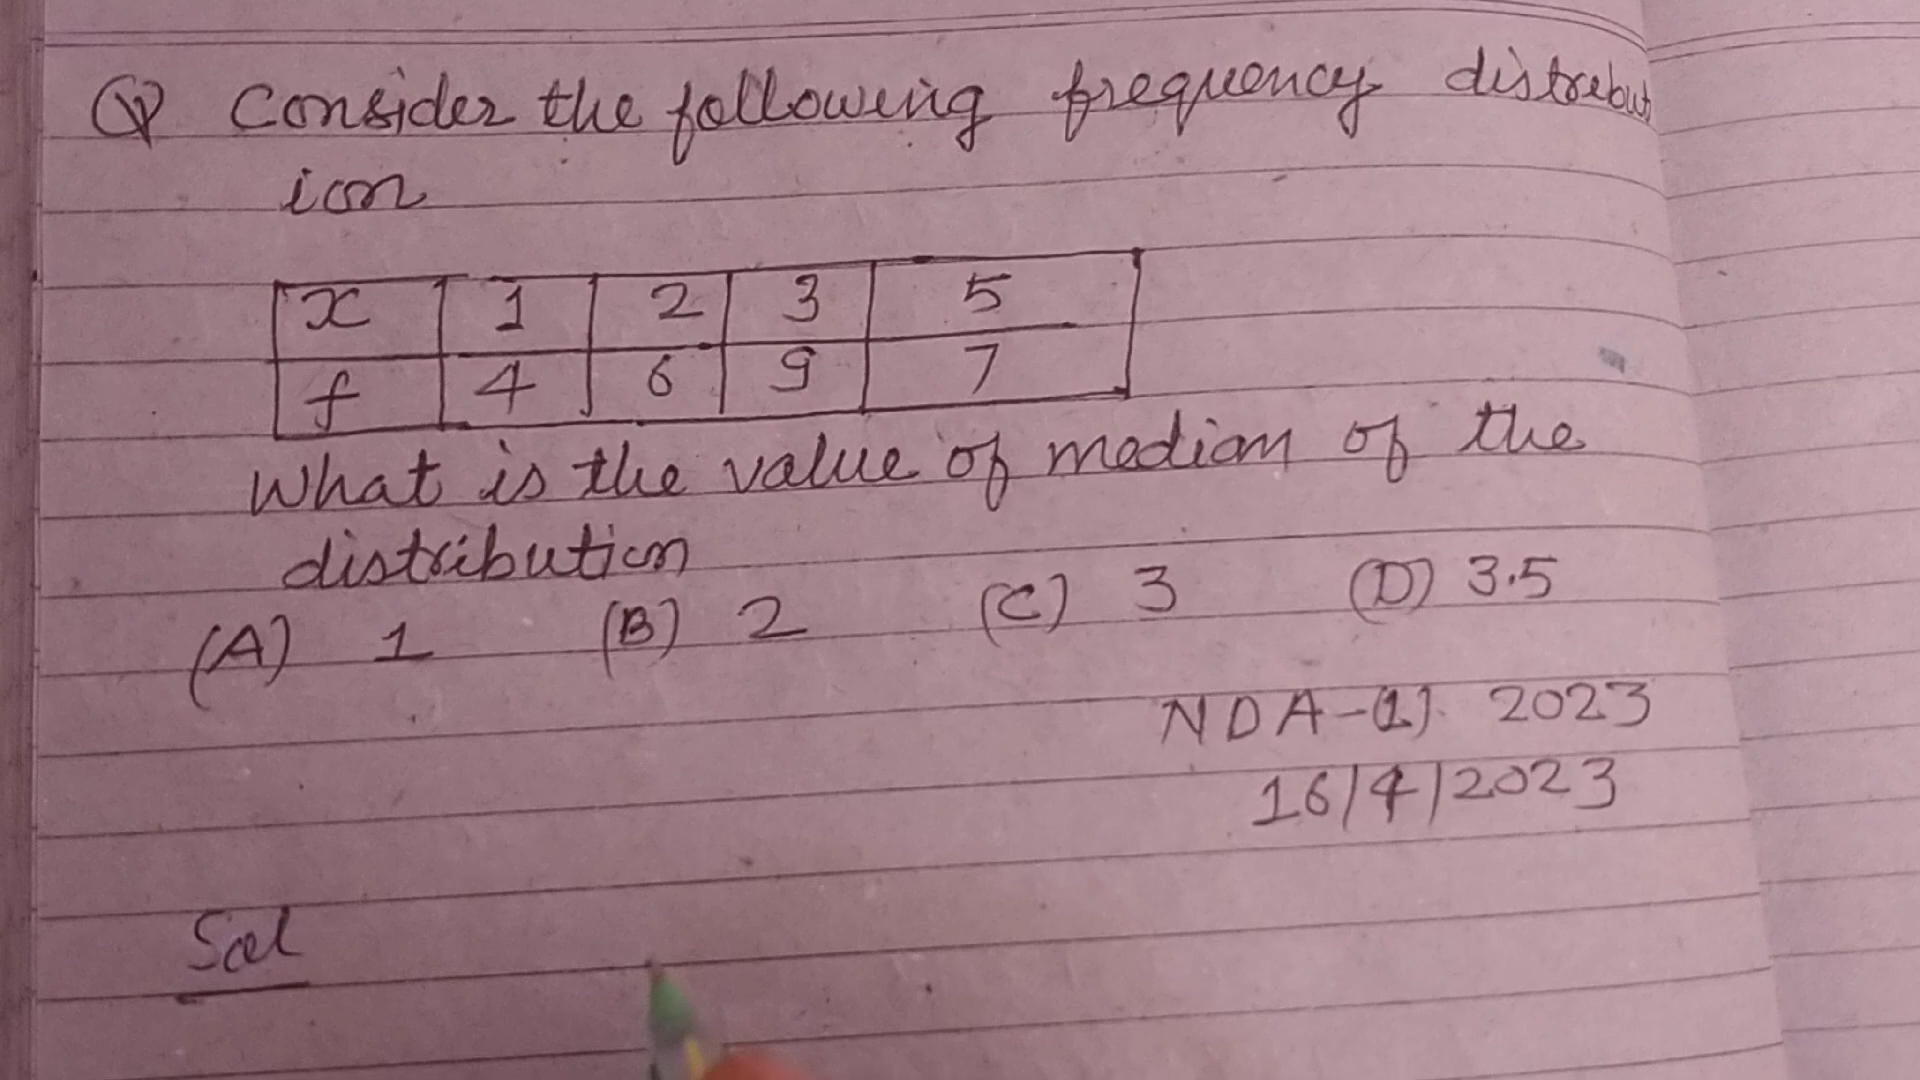 Q Consider the following frequency distrebut
ion
x 1 2 3 5
f 4 6 9 7
What is the value of median of the
distribution
(A) 1 (B) 2 (C) 3 (D) 3.5
NDA-(1) 2023
16/4/2023
Sol